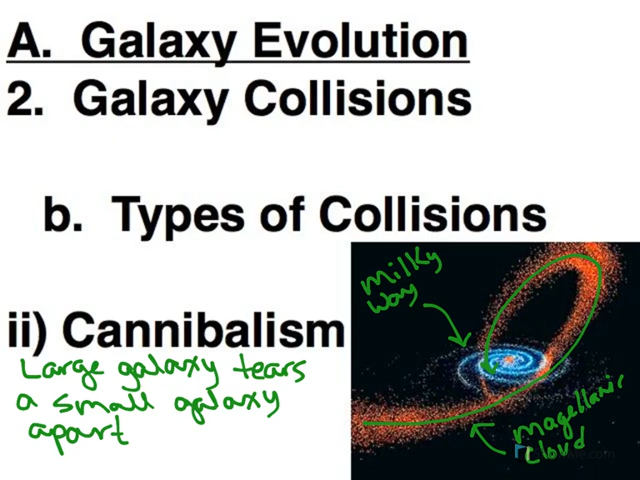 A. Galaxy Evolution
2. Galaxy Collisions
b. Types of Collisions
ii) Cannibalism
Large galaxy tears
a small galaxy
apart
Milky
Way
Magellanic
Cloud